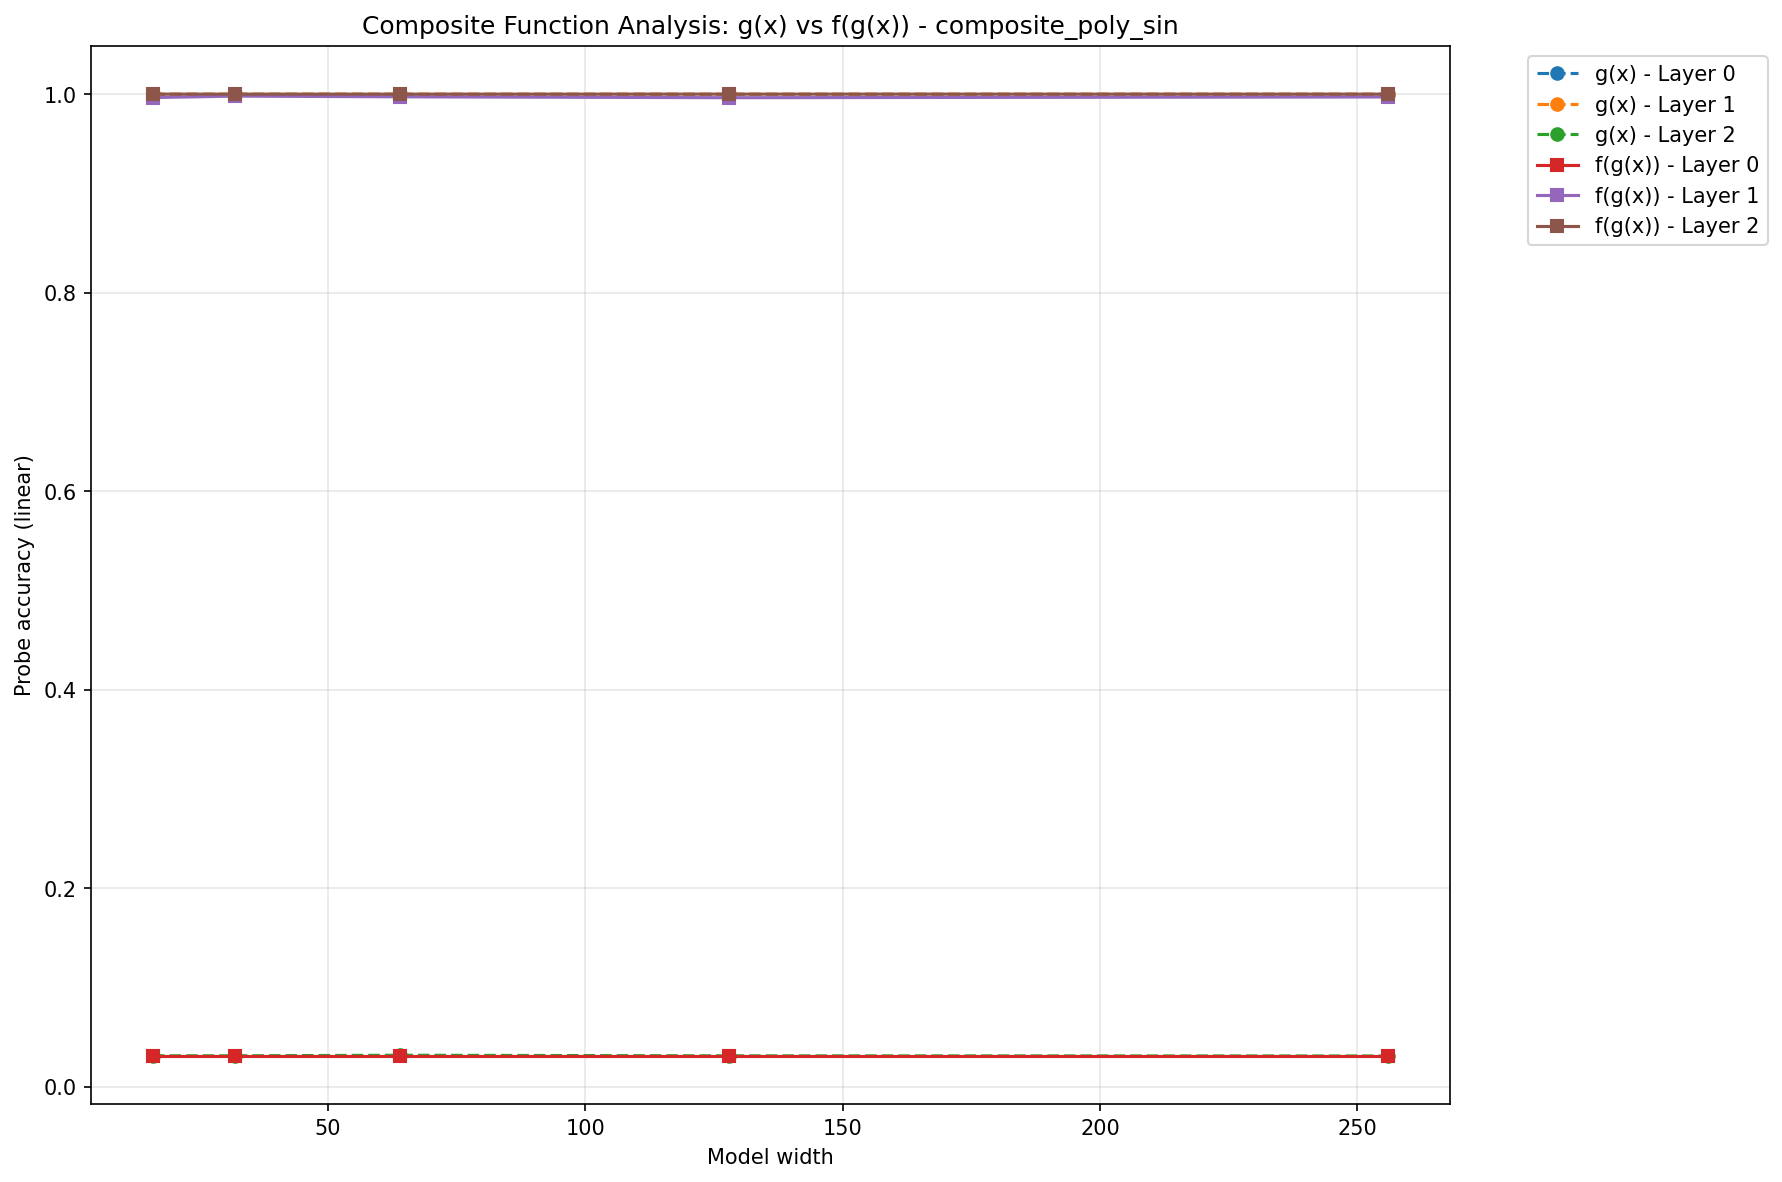 Composite Function Analysis: g(x) vs f(g(x)) - composite_poly_sin
g(x) - Layer 0
g(x) - Layer 1
g(x) - Layer 2
f(g(x)) - Layer 0
f(g(x)) - Layer 1
f(g(x)) - Layer 2
Probe accuracy (linear)
1.0
0.8
0.6
0.4
0.2
0.0
50
100
150
200
250
Model width